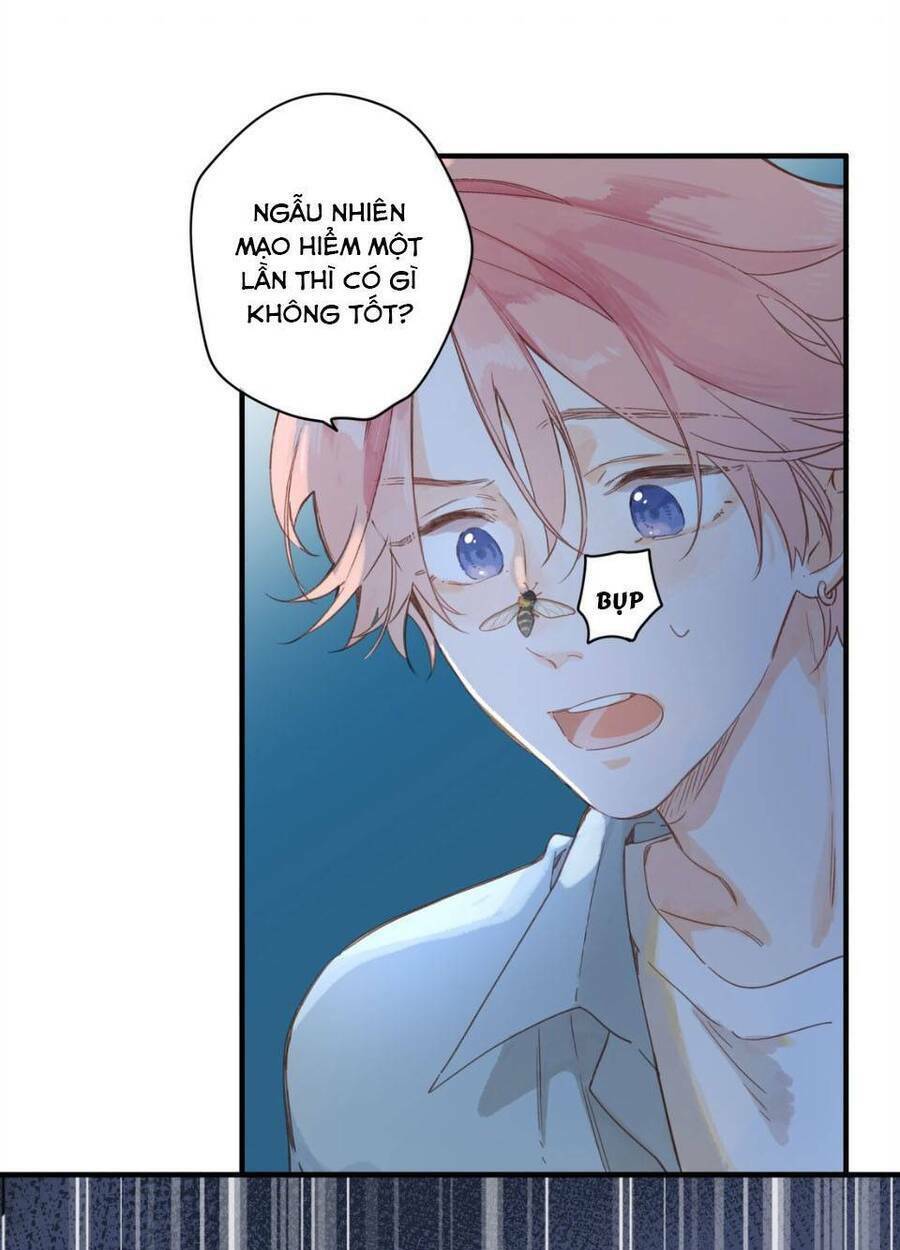 NGẪU NHIÊN
MẠO HIỂM MỘT
LẦN THÌ CÓ GÌ
KHÔNG TỐT?
BỤP